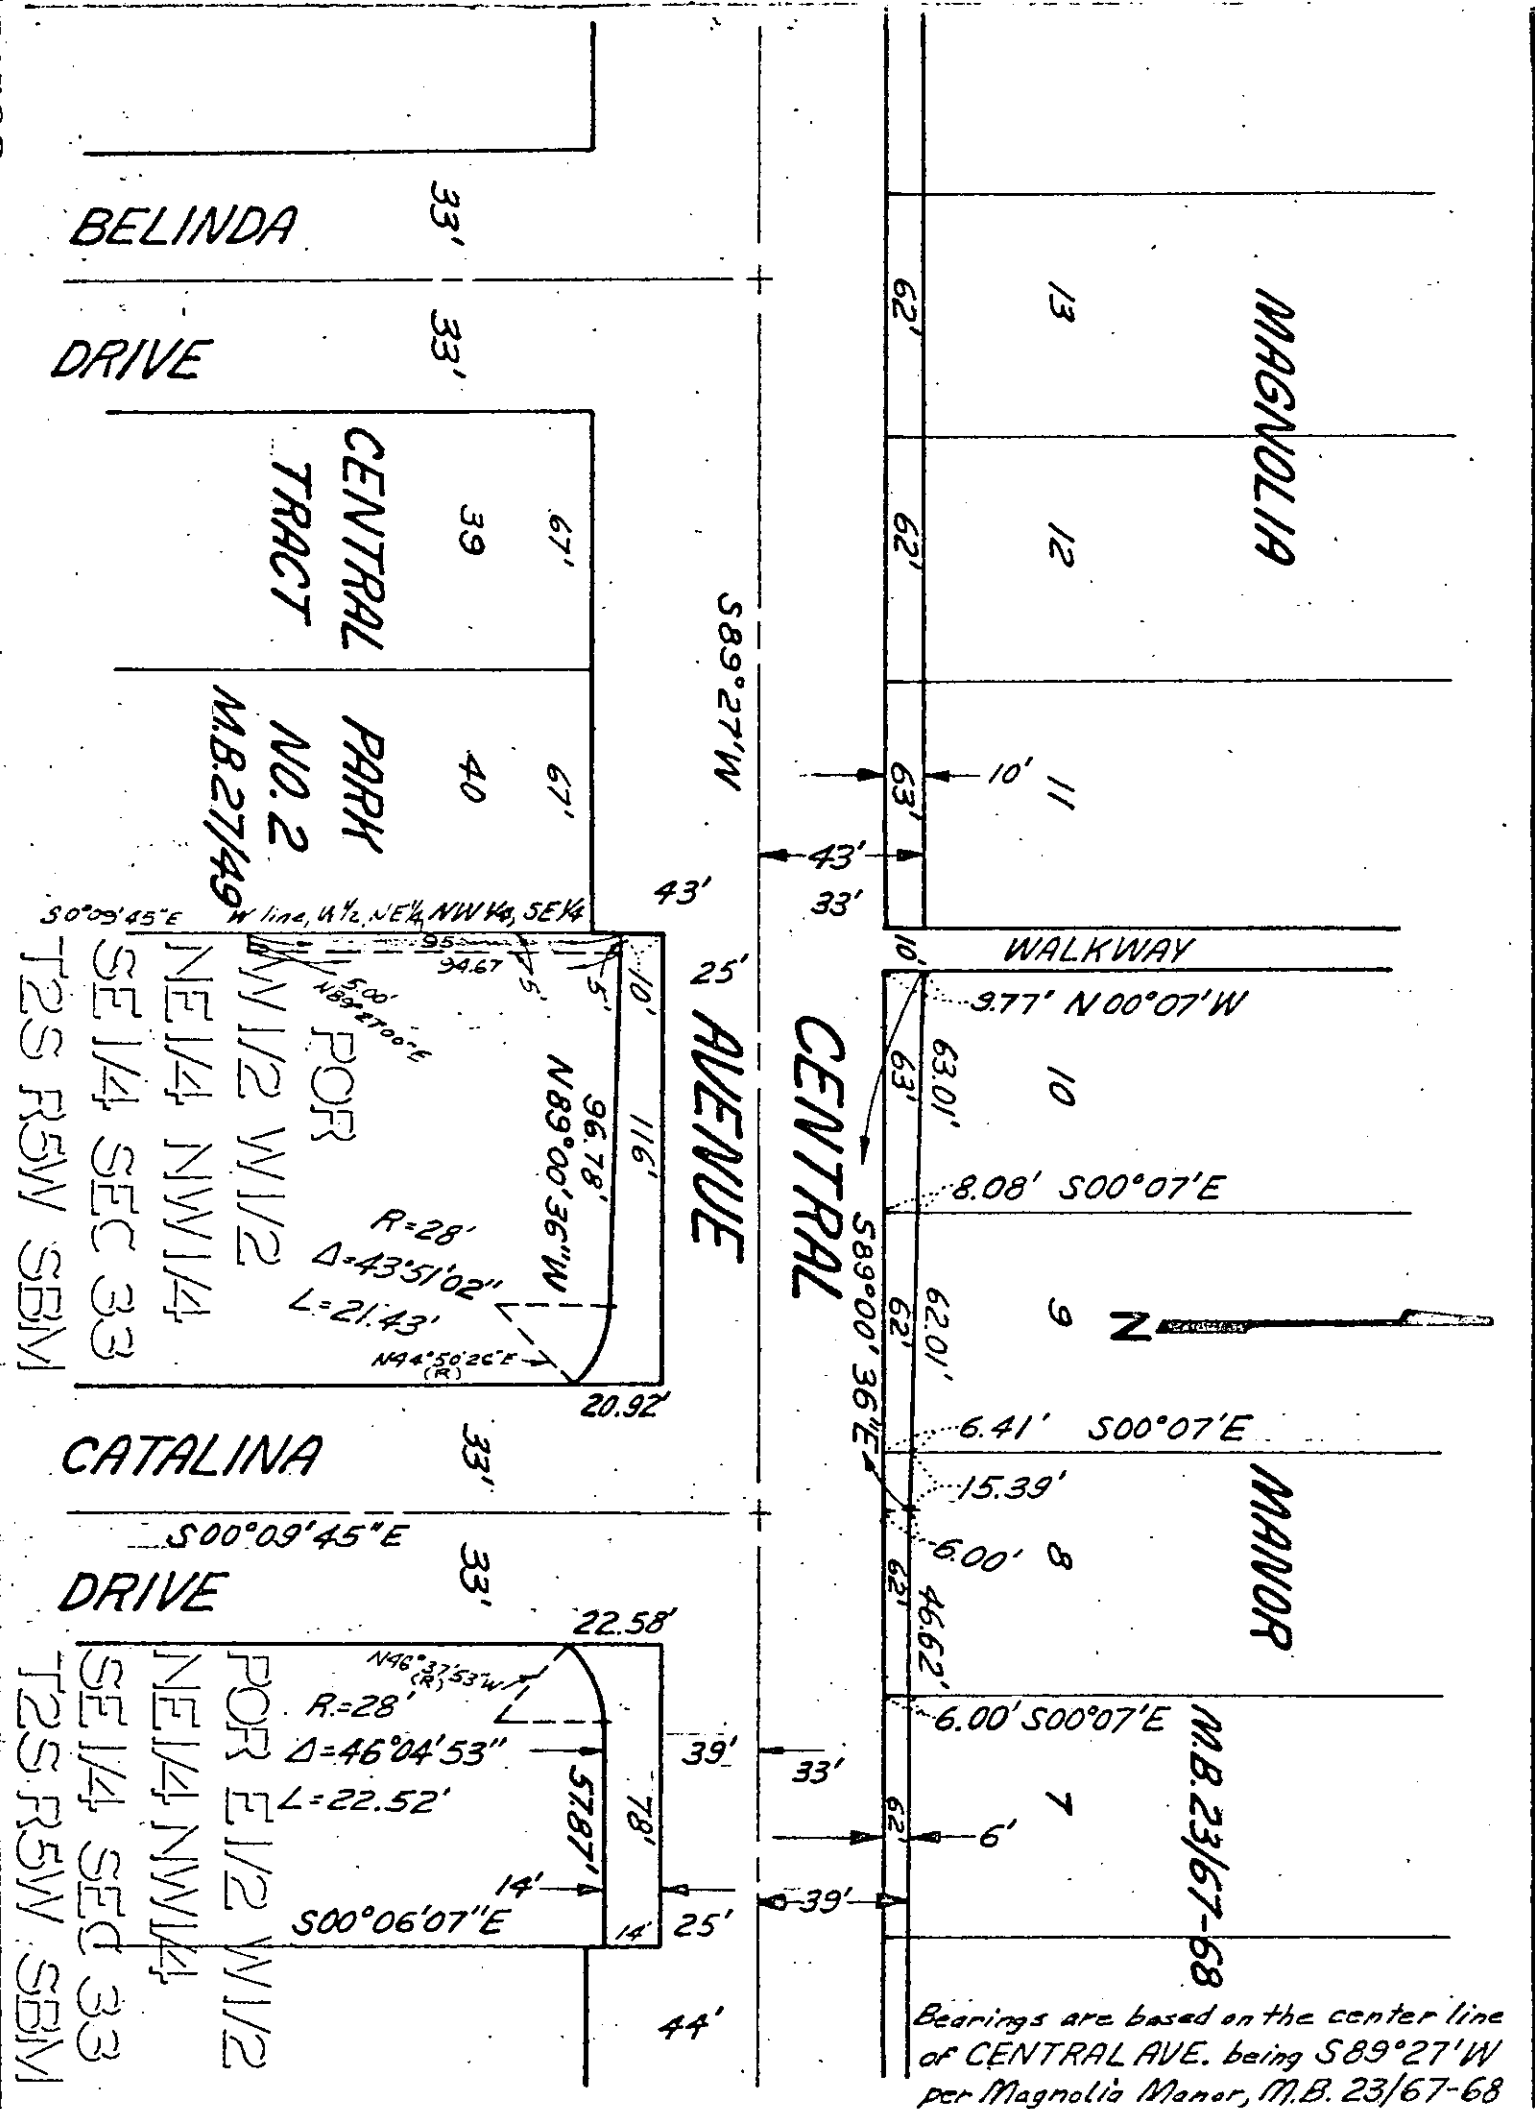 BELINDA
DRIVE
33'
33'
CENTRAL
TRACT
39
67'
PARK
NO. 2
M.B.27/49
40
67'
S89°27'W
62'
13
62'
12
63'
11
10'
MAGNOLIA
43'
43'
33'
S0°09'45"E
W line, W½, NE¼, NW¼, SE¼
95
94.67
5'
5'
10'
25'
5.00'
N89°27'00"E
POR
W1/2 W1/2
NE1/4 NW1/4
SE1/4 SEC 33
T2S R5W SBM
116'
96.78'
N89°00'36"W
R=28'
Δ=43°51'02"
L=21.43'
N44°50'26"E
(R)
20.92'
AVENUE
CENTRAL
10'
WALKWAY
9.77' N00°07'W
63.01'
63'
10
8.08' S00°07'E
S89°00'36"E
62.01'
62'
9
N
6.41' S00°07'E
15.39'
6.00'
8
62'
46.62'
6.00' S00°07'E
MANOR
M.B.23/67-68
7
62'
6'
39'
CATALINA
33'
S00°09'45"E
33'
DRIVE
22.58'
N46°37'53"W
(R)
R=28'
Δ=46°04'53"
L=22.52'
39'
33'
57.87'
78'
14'
14'
25'
S00°06'07"E
44'
POR E1/2 W1/2
NE1/4 NW1/4
SE1/4 SEC 33
T2S R5W SBM
Bearings are based on the center line
of CENTRAL AVE. being S89°27'W
per Magnolia Manor, M.B. 23/67-68